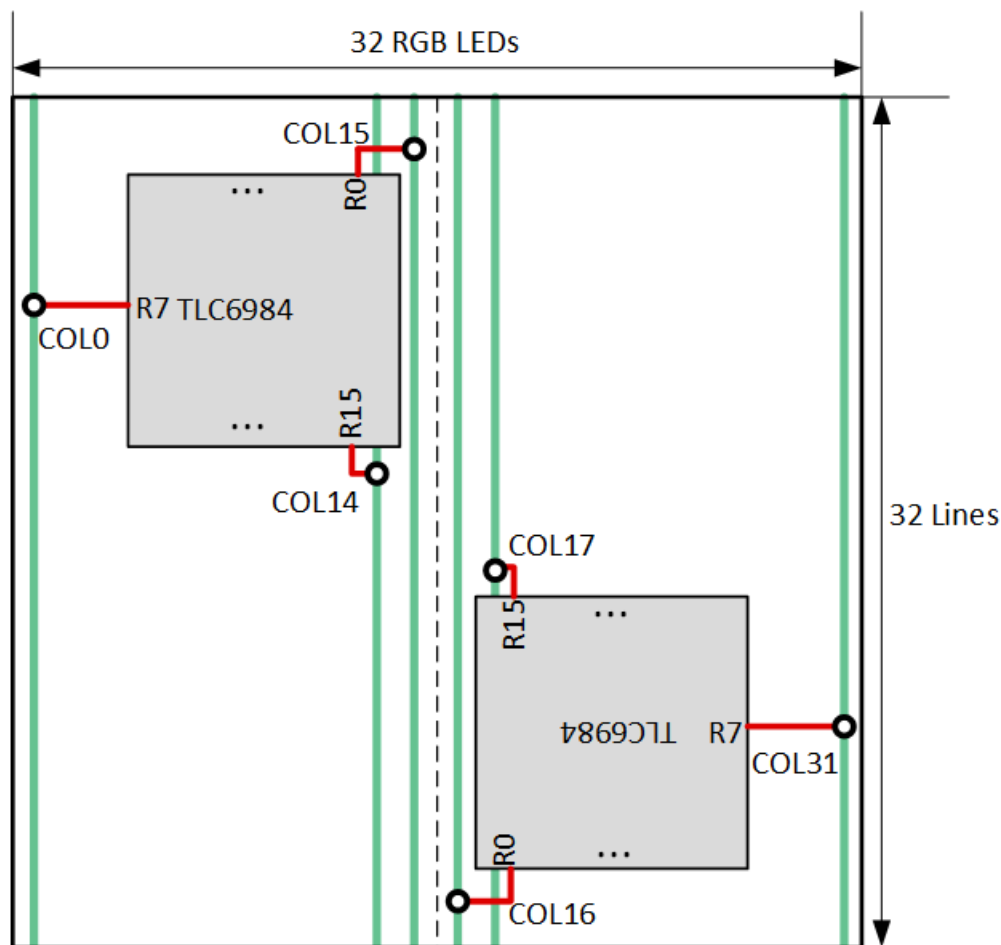 32 RGB LEDs
COL15
...
R0
R7 TLC6984
COL0
R15
...
COL14
32 Lines
COL17
...
R15
TLC6984
R7
COL31
R0
...
COL16